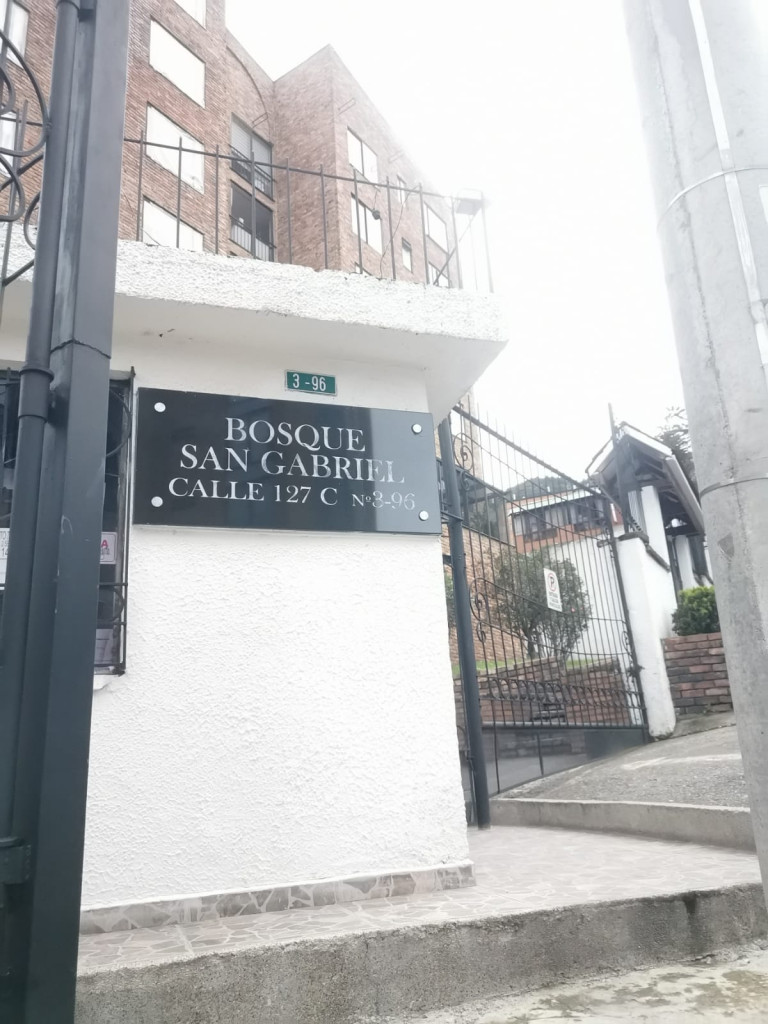 3-96
BOSQUE
SAN GABRIEL
CALLE 127 C Nº3-96